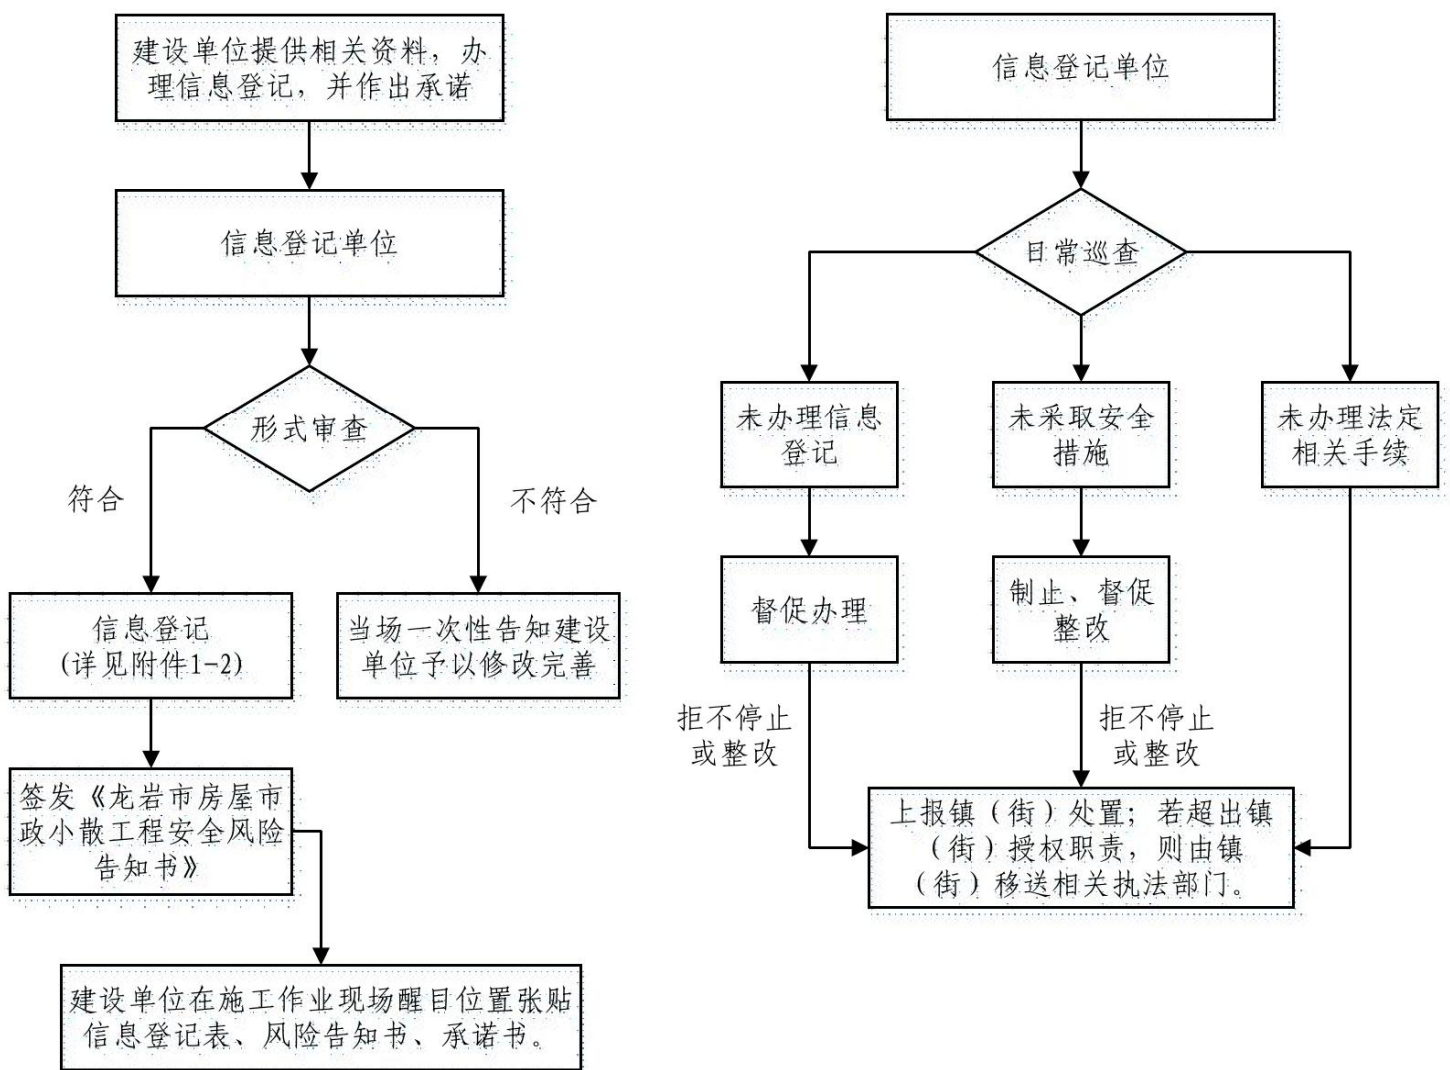 建设单位提供相关资料，办
理信息登记，并作出承诺
信息登记单位
形式审查
符合
不符合
信息登记
(详见附件1-2)
当场一次性告知建设
单位予以修改完善
签发《龙岩市房屋市
政小散工程安全风险
告知书》
建设单位在施工作业现场醒目位置张贴
信息登记表、风险告知书、承诺书。
信息登记单位
日常巡查
未办理信息
登记
未采取安全
措施
未办理法定
相关手续
督促办理
制止、督促
整改
拒不停止
或整改
拒不停止
或整改
上报镇（街）处置；若超出镇
（街）授权职责，则由镇
（街）移送相关执法部门。